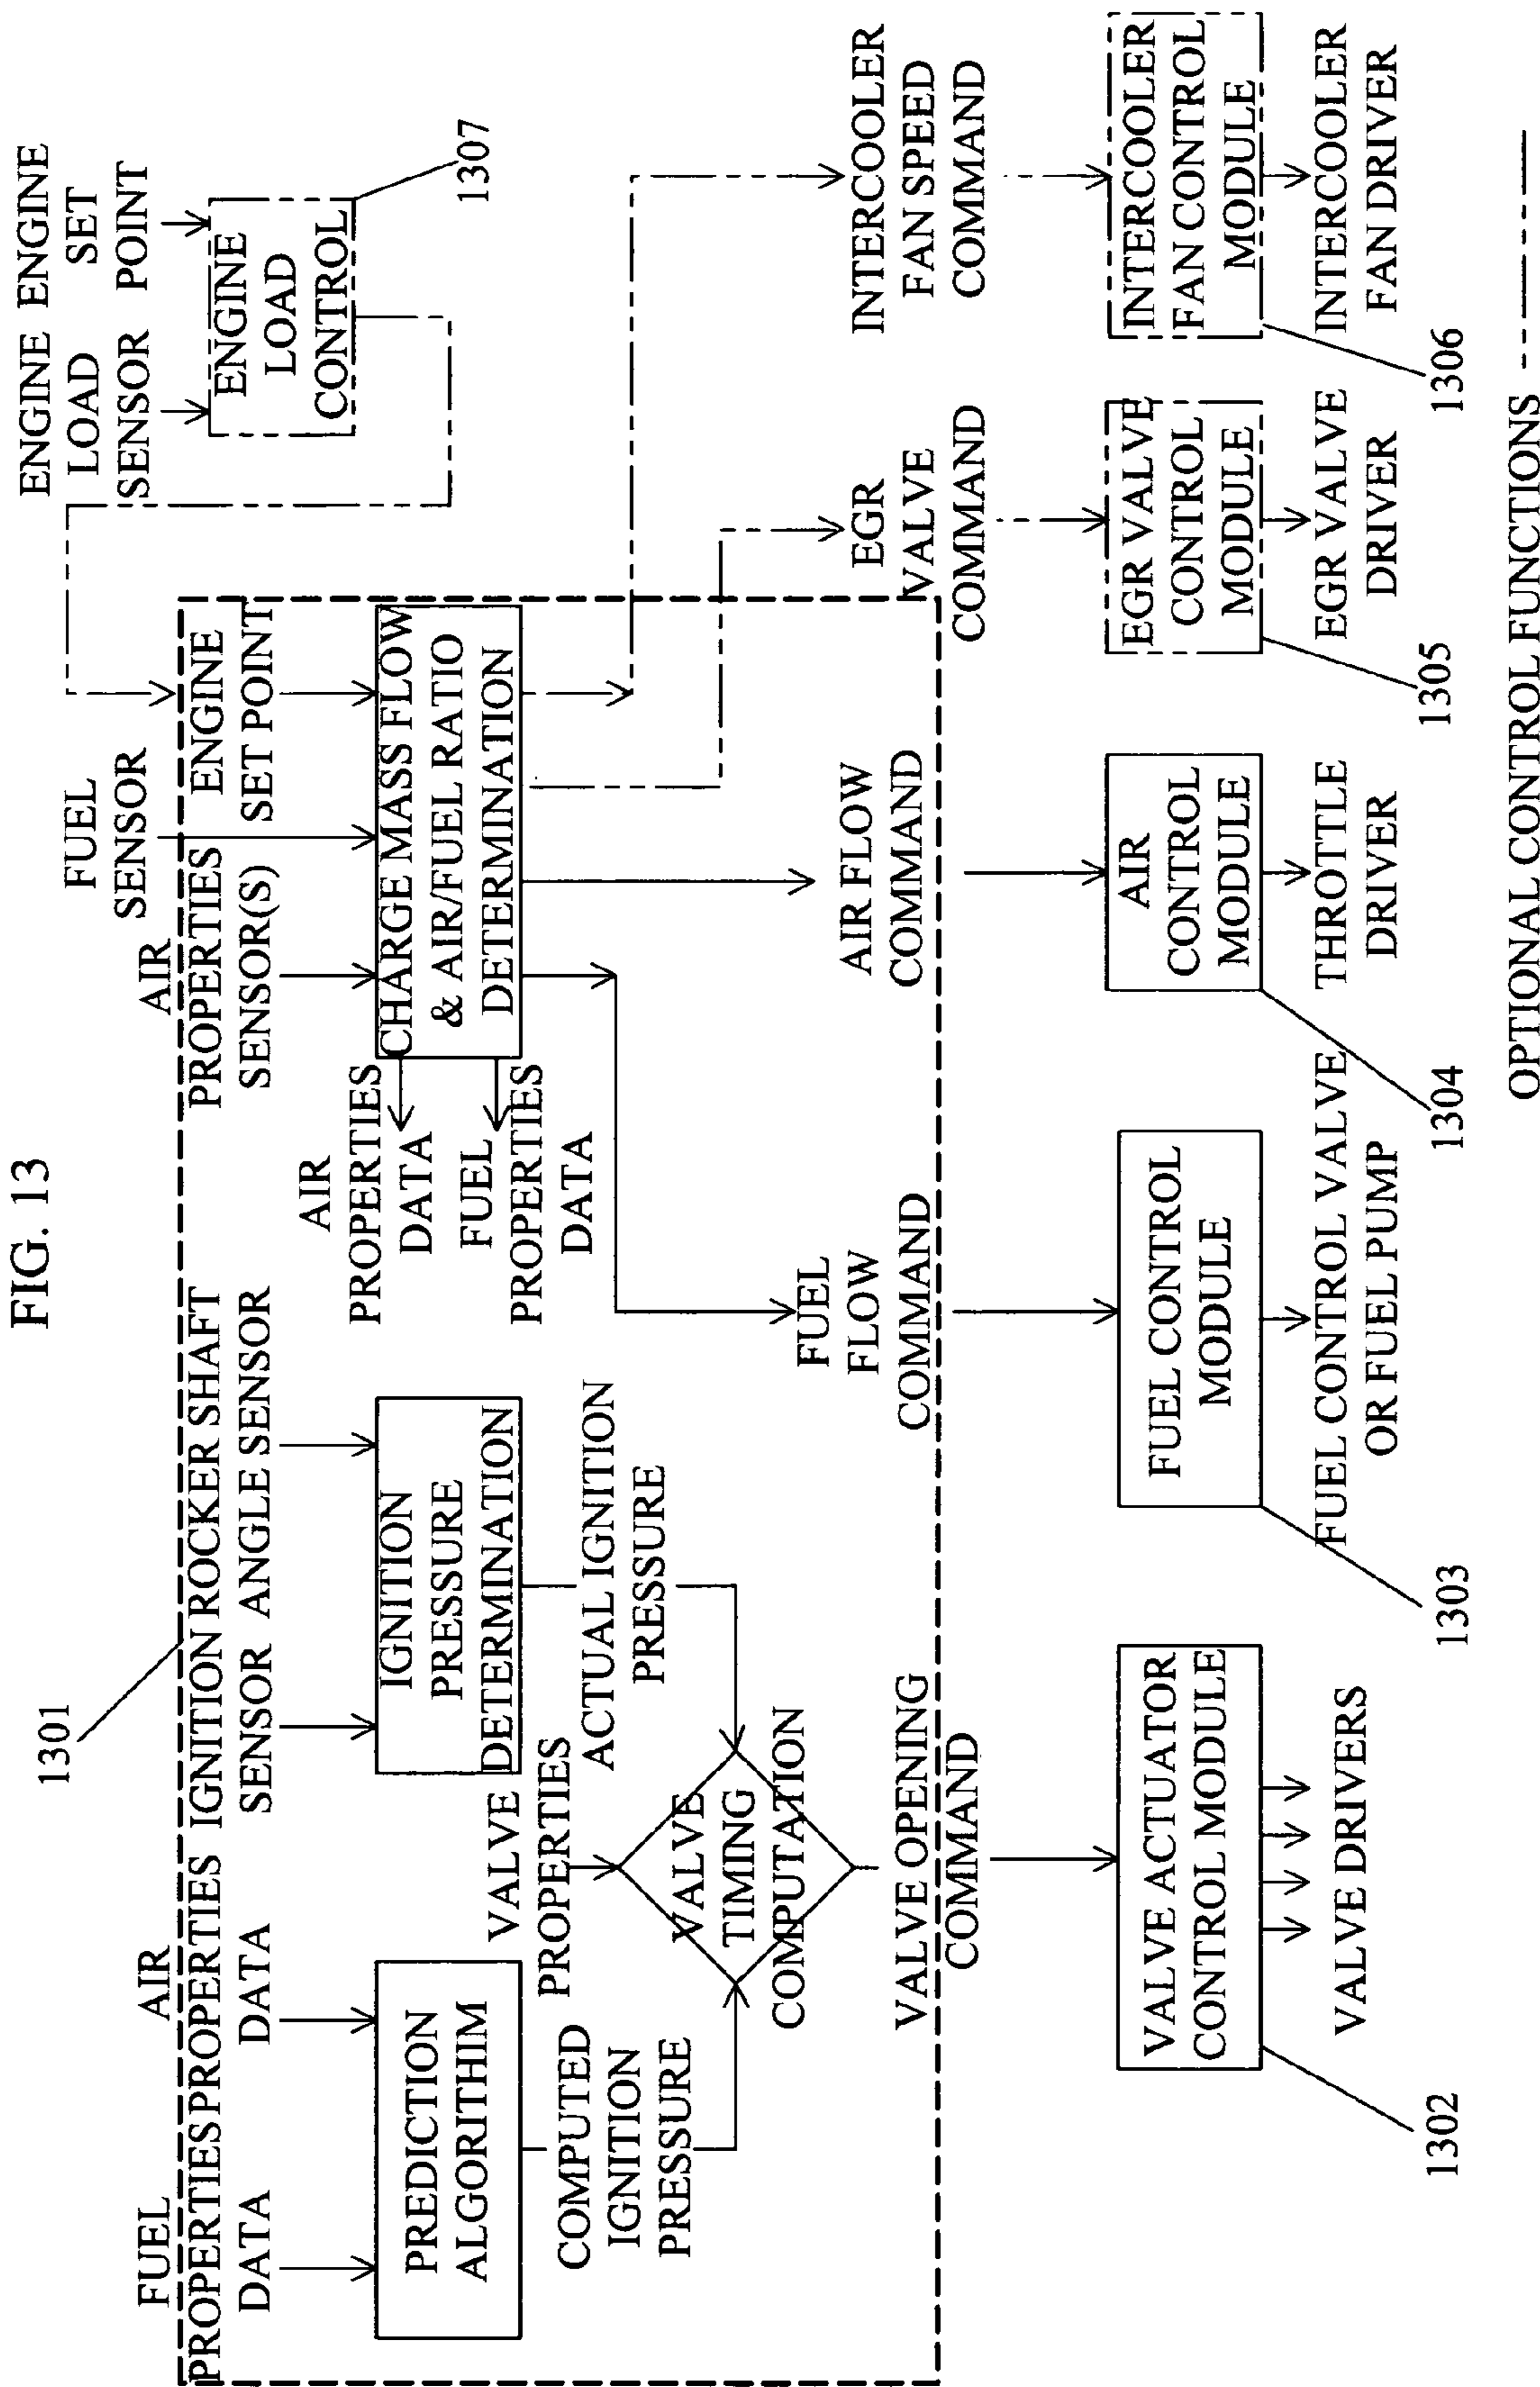 FIG. 13
1301
FUEL
PROPERTIES
DATA
AIR
PROPERTIES
DATA
IGNITION
SENSOR
ROCKER SHAFT
ANGLE SENSOR
AIR
PROPERTIES
SENSOR(S)
FUEL
SENSOR
ENGINE
SET POINT
ENGINE
LOAD
SENSOR
ENGINE
SET
POINT
ENGINE
LOAD
CONTROL
1307
PREDICTION
ALGORITHIM
IGNITION
PRESSURE
DETERMINATION
CHARGE MASS FLOW
& AIR/FUEL RATIO
DETERMINATION
AIR
PROPERTIES
DATA
FUEL
PROPERTIES
DATA
COMPUTED
IGNITION
PRESSURE
VALVE
PROPERTIES
ACTUAL IGNITION
PRESSURE
VALVE
TIMING
COMPUTATION
VALVE OPENING
COMMAND
FUEL
FLOW
COMMAND
AIR FLOW
COMMAND
EGR
VALVE
COMMAND
INTERCOOLER
FAN SPEED
COMMAND
VALVE ACTUATOR
CONTROL MODULE
FUEL CONTROL
MODULE
AIR
CONTROL
MODULE
EGR VALVE
CONTROL
MODULE
INTERCOOLER
FAN CONTROL
MODULE
VALVE DRIVERS
FUEL CONTROL VALVE
OR FUEL PUMP
THROTTLE
DRIVER
EGR VALVE
DRIVER
INTERCOOLER
FAN DRIVER
1302
1303
1304
1305
1306
OPTIONAL CONTROL FUNCTIONS